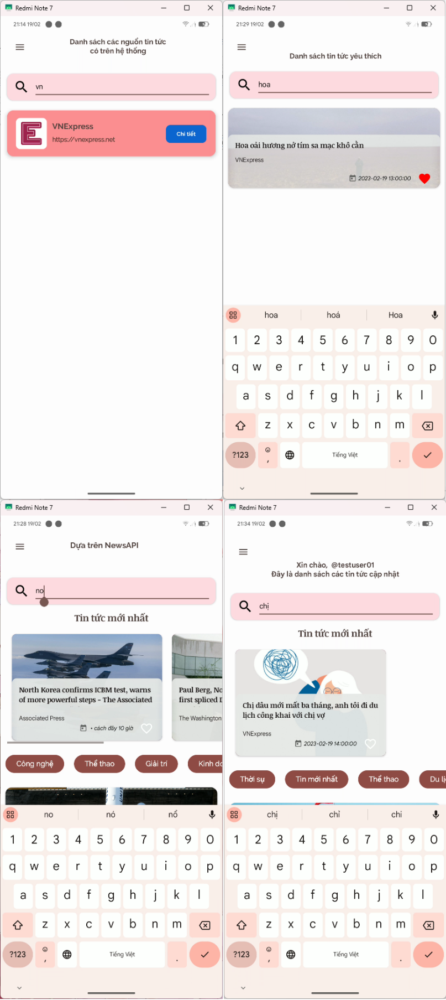 Redmi Note 7
21:14 19/02
Danh sách các nguồn tin tức
có trên hệ thống
vn
E
VNExpress
https://vnexpress.net
Chi tiết
Redmi Note 7
21:29 19/02
Danh sách tin tức yêu thích
hoa
Hoa oải hương nở tím sa mạc khô cằn
VNExpress
2023-02-19 13:00:00
hoa hoá Hoa
1 2 3 4 5 6 7 8 9 0
q w e r t y u i o p
a s d f g h j k l
z x c v b n m
?123 , Tiếng Việt .
Redmi Note 7
21:28 19/02
Dựa trên NewsAPI
no
Tin tức mới nhất
North Korea confirms ICBM test, warns
of more powerful steps - The Associated
Associated Press
• cách đây 10 giờ
Paul Berg, No
first spliced D
The Washington
Công nghệ Thể thao Giải trí Kinh do
no nó nổ
1 2 3 4 5 6 7 8 9 0
q w e r t y u i o p
a s d f g h j k l
z x c v b n m
?123 , Tiếng Việt .
Redmi Note 7
21:34 19/02
Xin chào, @testuser01
Đây là danh sách các tin tức cập nhật
chị
Tin tức mới nhất
Chị dâu mới mất ba tháng, anh tôi đi du
lịch công khai với chị vợ
VNExpress
2023-02-19 14:00:00
Thời sự Tin mới nhất Thể thao Du lị
chị chỉ chi
1 2 3 4 5 6 7 8 9 0
q w e r t y u i o p
a s d f g h j k l
z x c v b n m
?123 , Tiếng Việt .